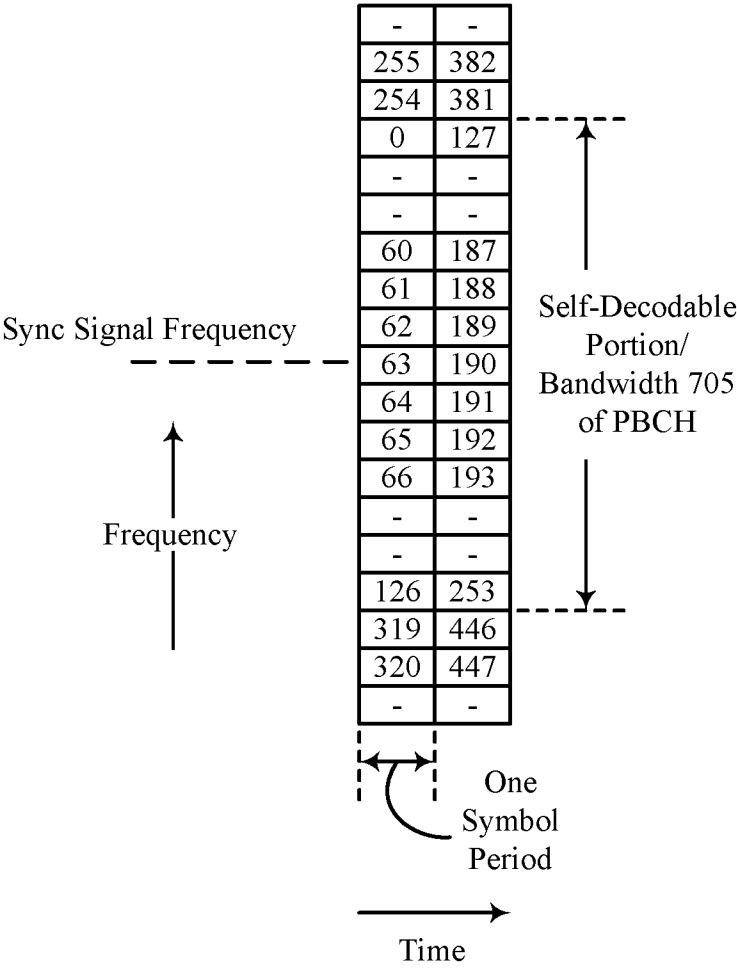 - -
255 382
254 381
0 127
- -
- -
60 187
61 188
62 189
63 190
64 191
65 192
66 193
- -
- -
126 253
319 446
320 447
- -
Sync Signal Frequency
Frequency
Self-Decodable
Portion/
Bandwidth 705
of PBCH
One
Symbol
Period
Time